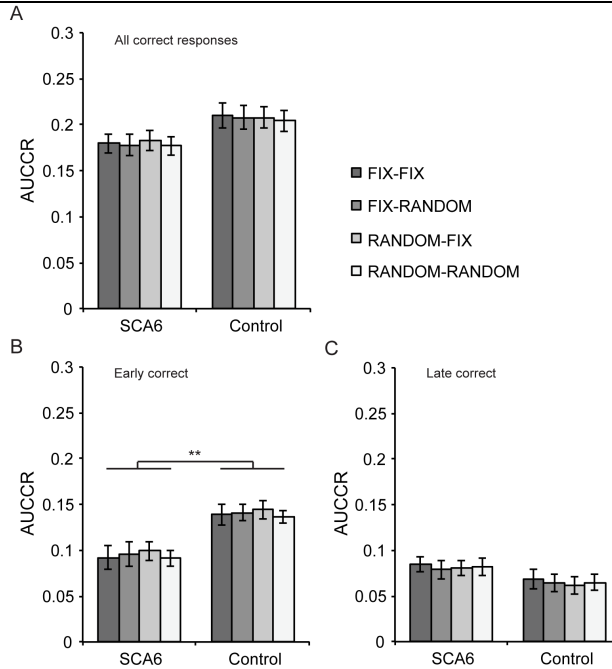 A
All correct responses
AUCCR
0.3
0.25
0.2
0.15
0.1
0.05
0
SCA6
Control
FIX-FIX
FIX-RANDOM
RANDOM-FIX
RANDOM-RANDOM
B
Early correct
AUCCR
0.3
0.25
0.2
0.15
0.1
0.05
0
**
SCA6
Control
C
Late correct
AUCCR
0.3
0.25
0.2
0.15
0.1
0.05
0
SCA6
Control